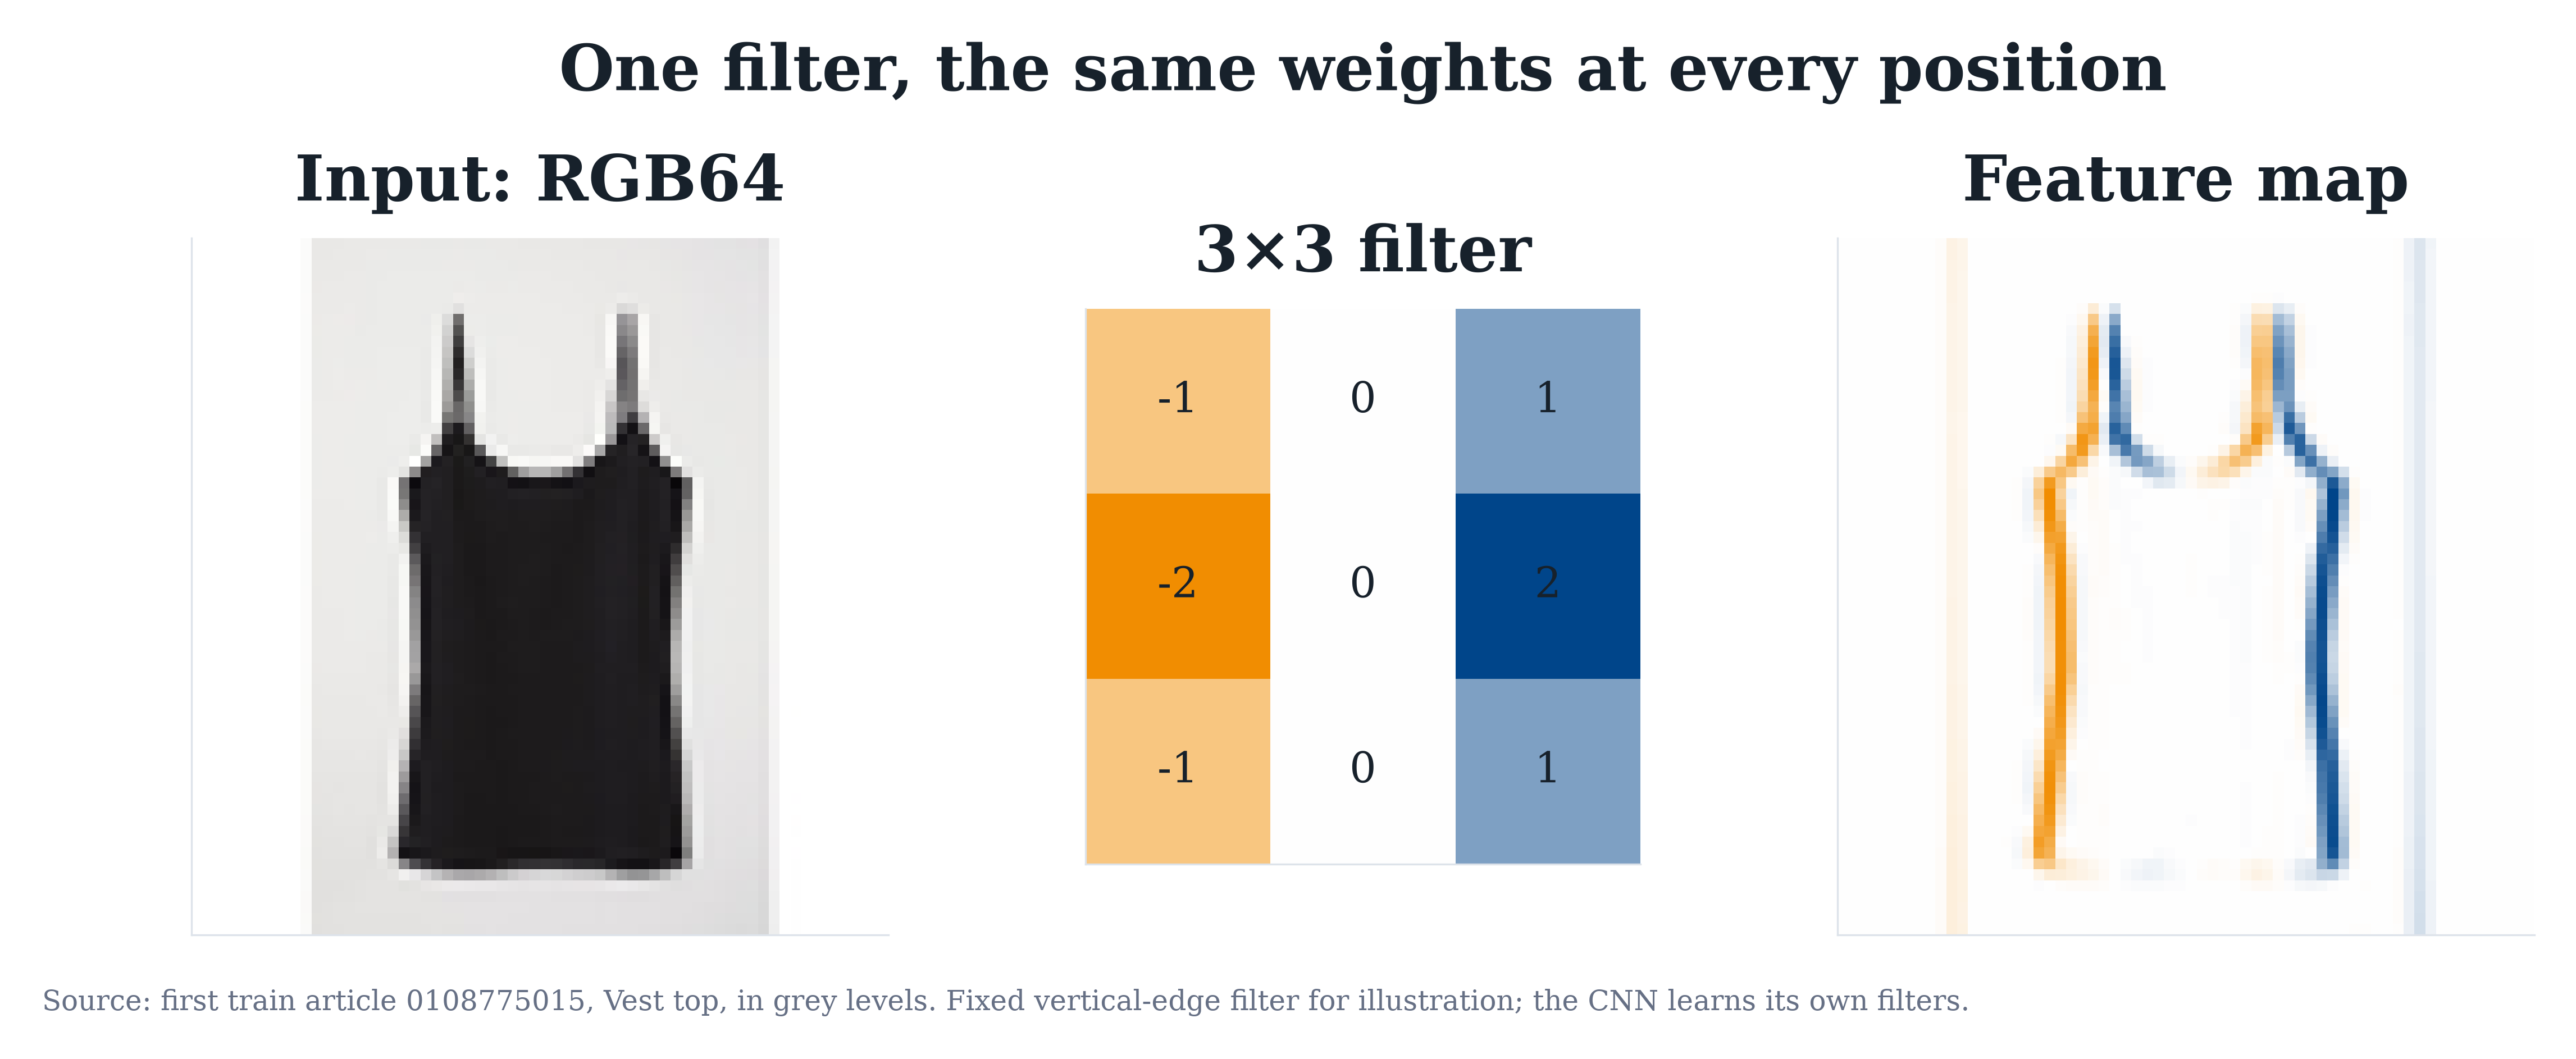 One filter, the same weights at every position
Input: RGB64
3×3 filter
Feature map
-1 0 1
-2 0 2
-1 0 1
Source: first train article 0108775015, Vest top, in grey levels. Fixed vertical-edge filter for illustration; the CNN learns its own filters.